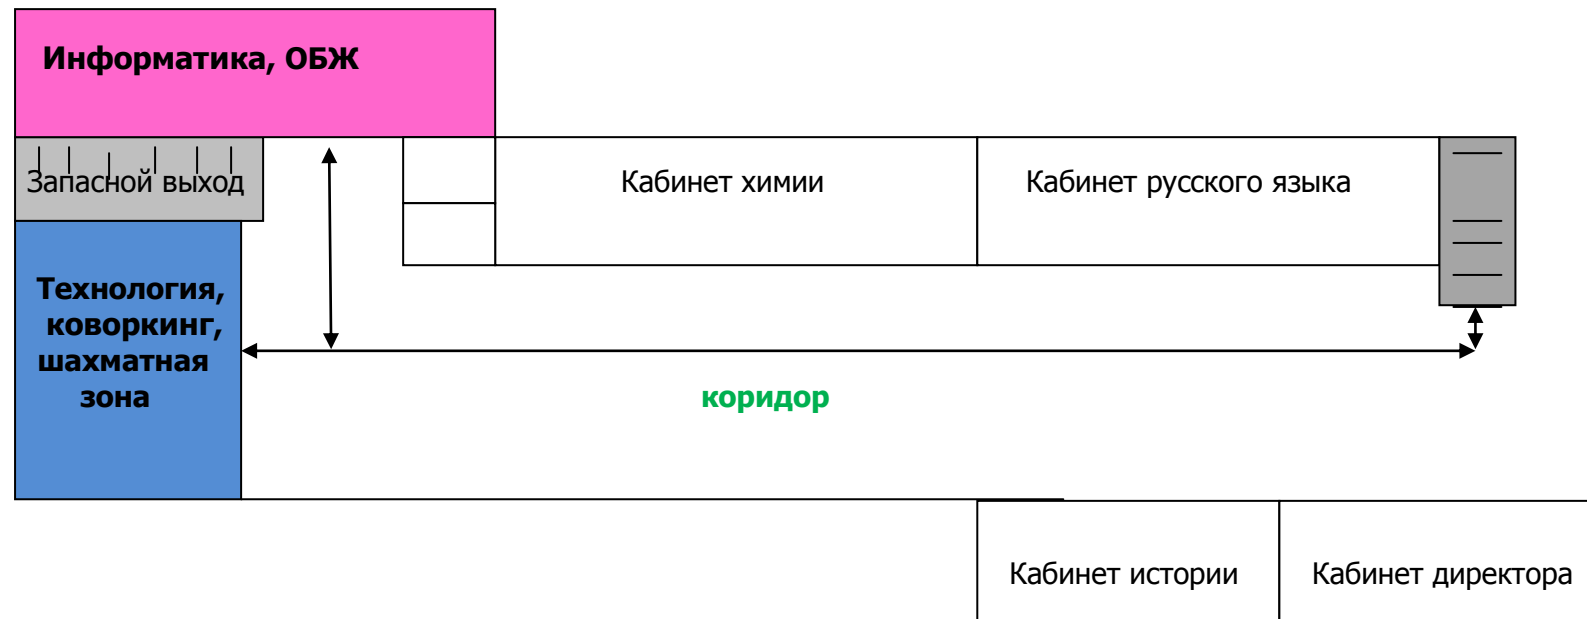 Информатика, ОБЖ
Запасной выход
Кабинет химии
Кабинет русского языка
Технология,
коворкинг,
шахматная
зона
коридор
Кабинет истории
Кабинет директора